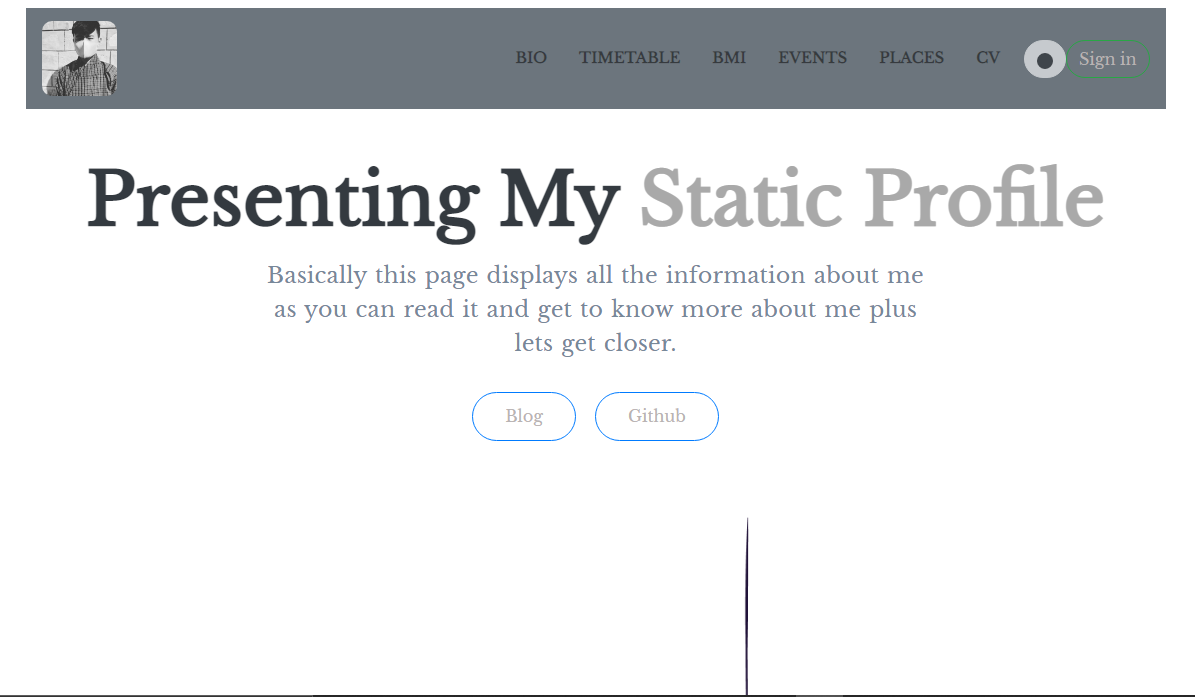 BIO TIMETABLE BMI EVENTS PLACES CV Sign in
Presenting My Static Profile
Basically this page displays all the information about me
as you can read it and get to know more about me plus
lets get closer.
Blog Github